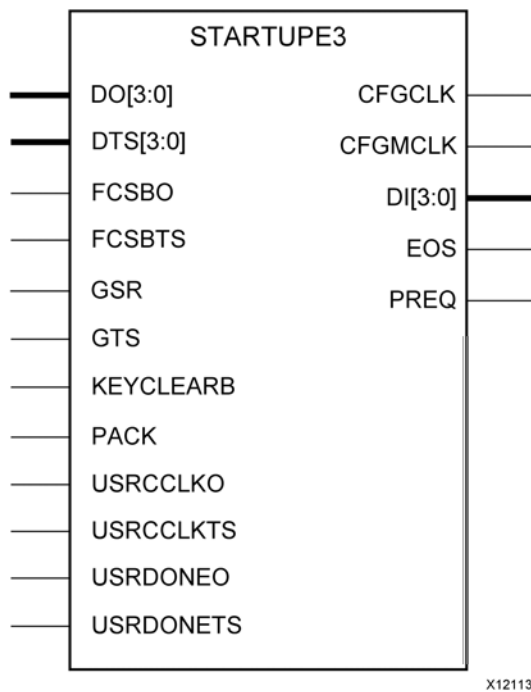 STARTUPE3
DO[3:0]
DTS[3:0]
FCSBO
FCSBTS
GSR
GTS
KEYCLEARB
PACK
USRCCLKO
USRCCLKTS
USRDONEO
USRDONETS
CFGCLK
CFGMCLK
DI[3:0]
EOS
PREQ
X12113